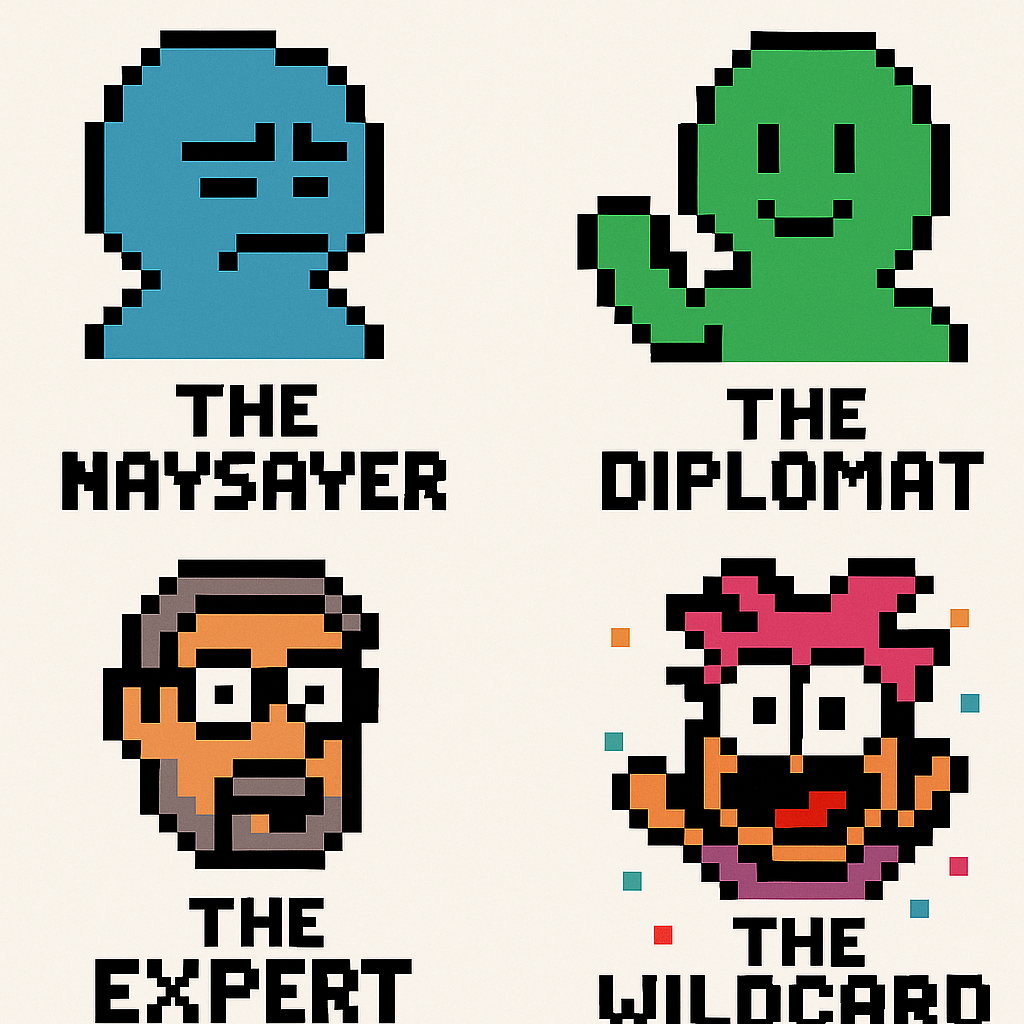 THE
NAYSAYER
THE
DIPLOMAT
THE
EXPERT
THE
WILDCARD